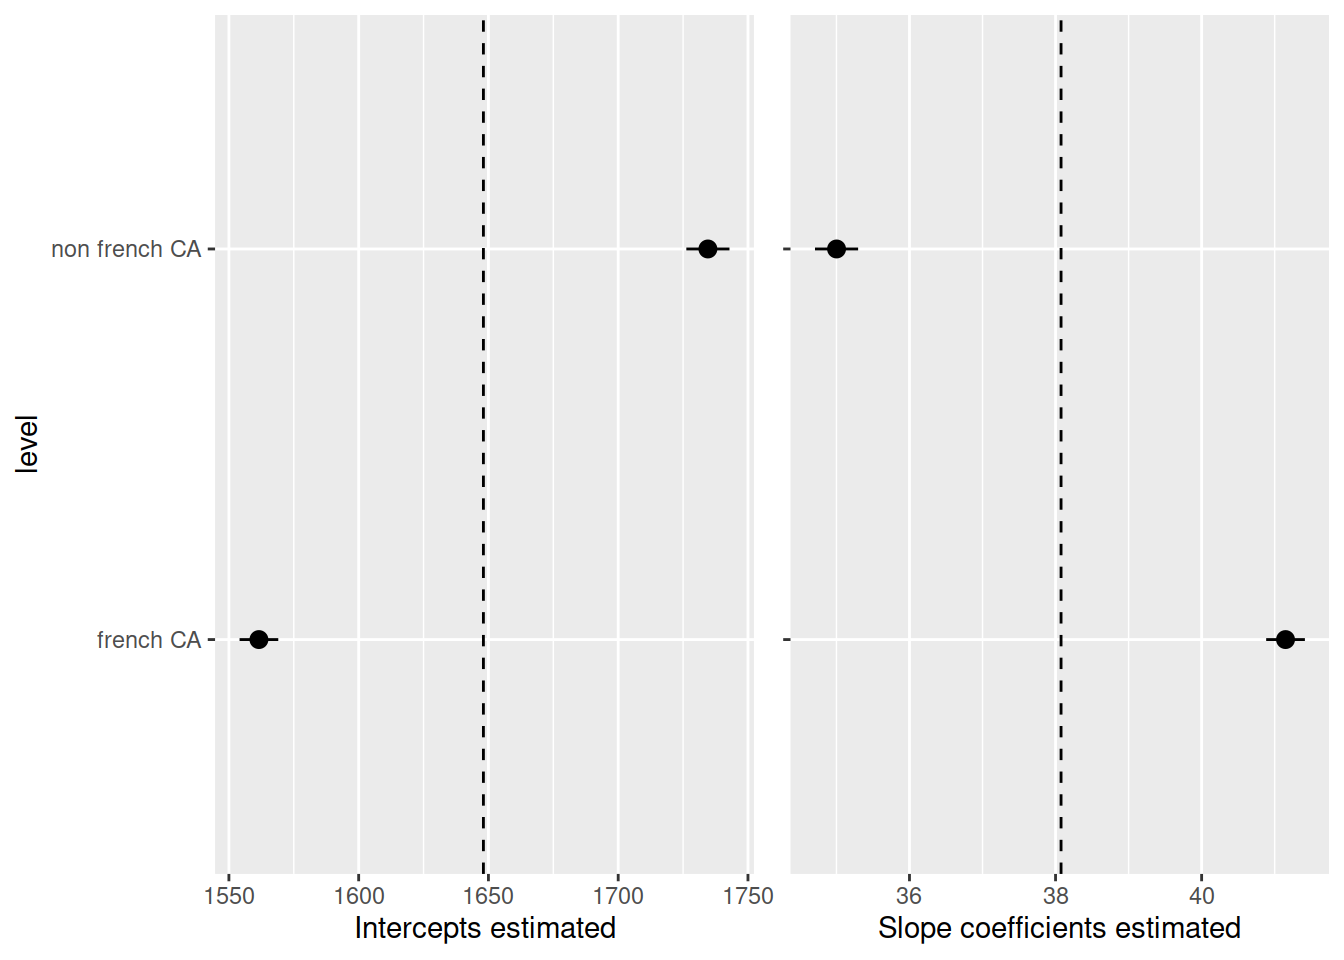 level
non french CA
french CA
1550 1600 1650 1700 1750
Intercepts estimated
36 38 40
Slope coefficients estimated